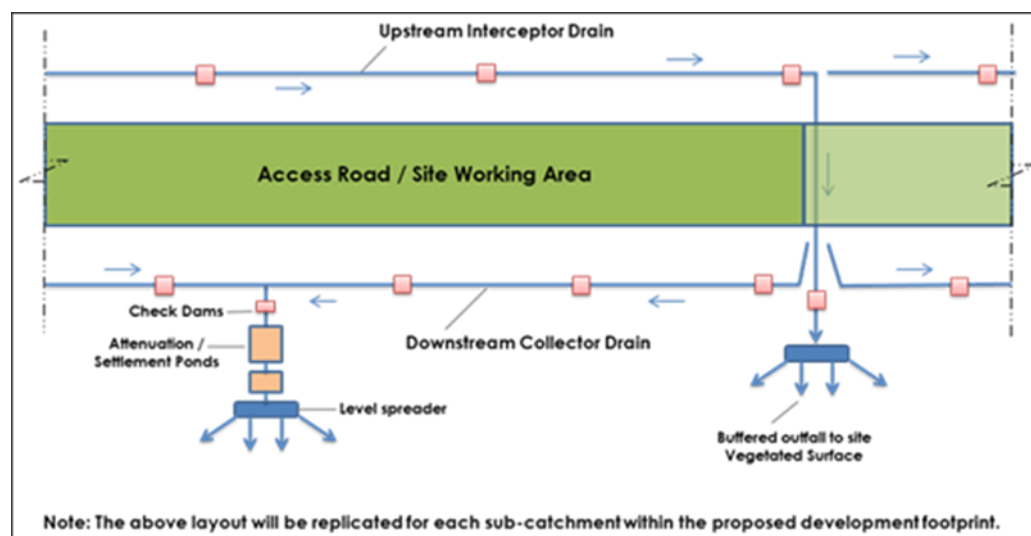 Upstream Interceptor Drain
Access Road / Site Working Area
Check Dams
Attenuation /
Settlement Ponds
Downstream Collector Drain
Level spreader
Buffered outfall to site
Vegetated Surface
Note: The above layout will be replicated for each sub-catchment within the proposed development footprint.